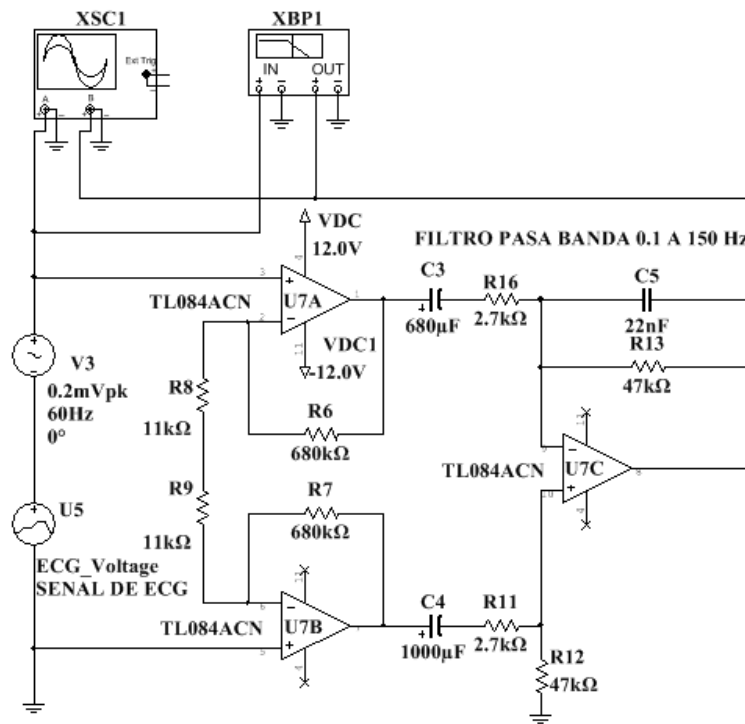 XSC1
XBP1
Ext Trig
A
B
IN
OUT
VDC
12.0V
FILTRO PASA BANDA 0.1 A 150 Hz
TL084ACN
U7A
C3
680µF
R16
2.7kΩ
C5
22nF
R13
47kΩ
VDC1
-12.0V
V3
0.2mVpk
60Hz
0°
R8
11kΩ
R6
680kΩ
R9
11kΩ
R7
680kΩ
TL084ACN
U7C
U5
ECG_Voltage
SENAL DE ECG
TL084ACN
U7B
C4
1000µF
R11
2.7kΩ
R12
47kΩ